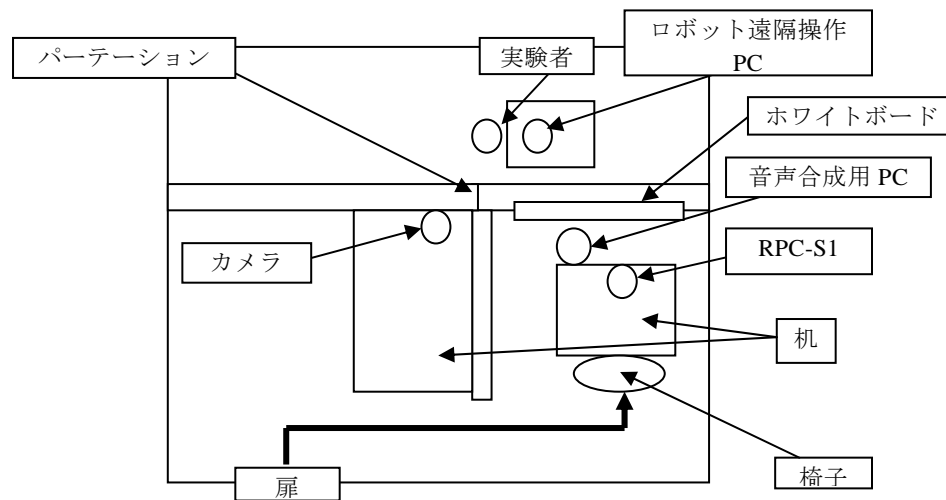 ロボット遠隔操作
PC
実験者
パーテーション
ホワイトボード
音声合成用 PC
カメラ
RPC-S1
机
椅子
扉